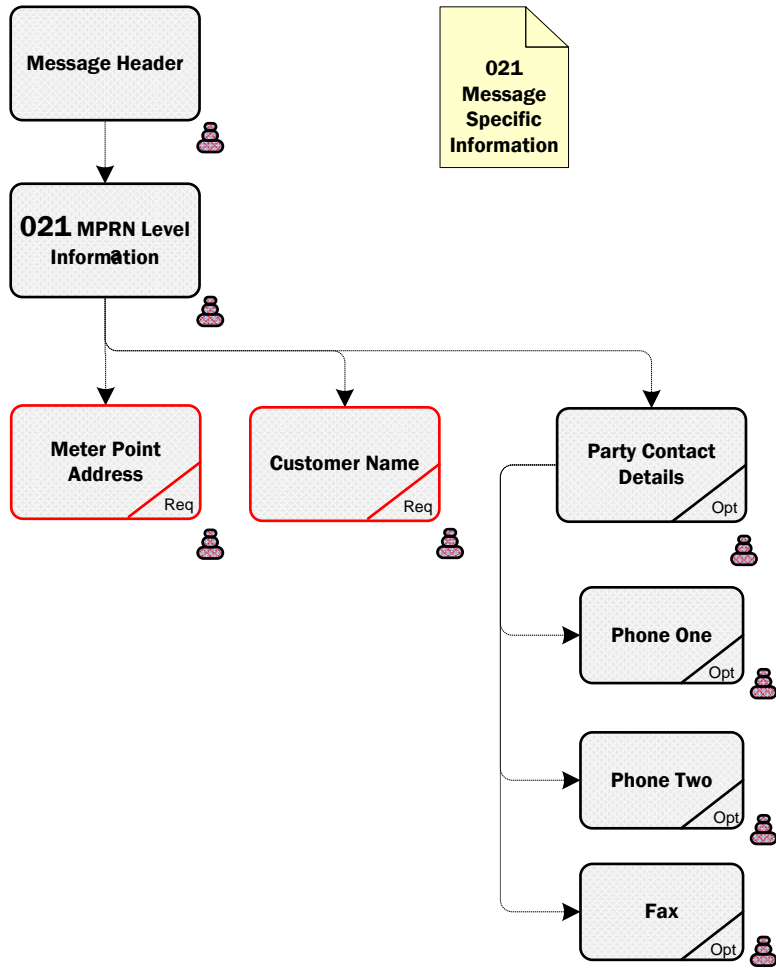 Message Header
021
Message
Specific
Information
021 MPRN Level
a
Information
Meter Point
Address
Req
Customer Name
Req
Party Contact
Details
Opt
Phone One
Opt
Phone Two
Opt
Fax
Opt